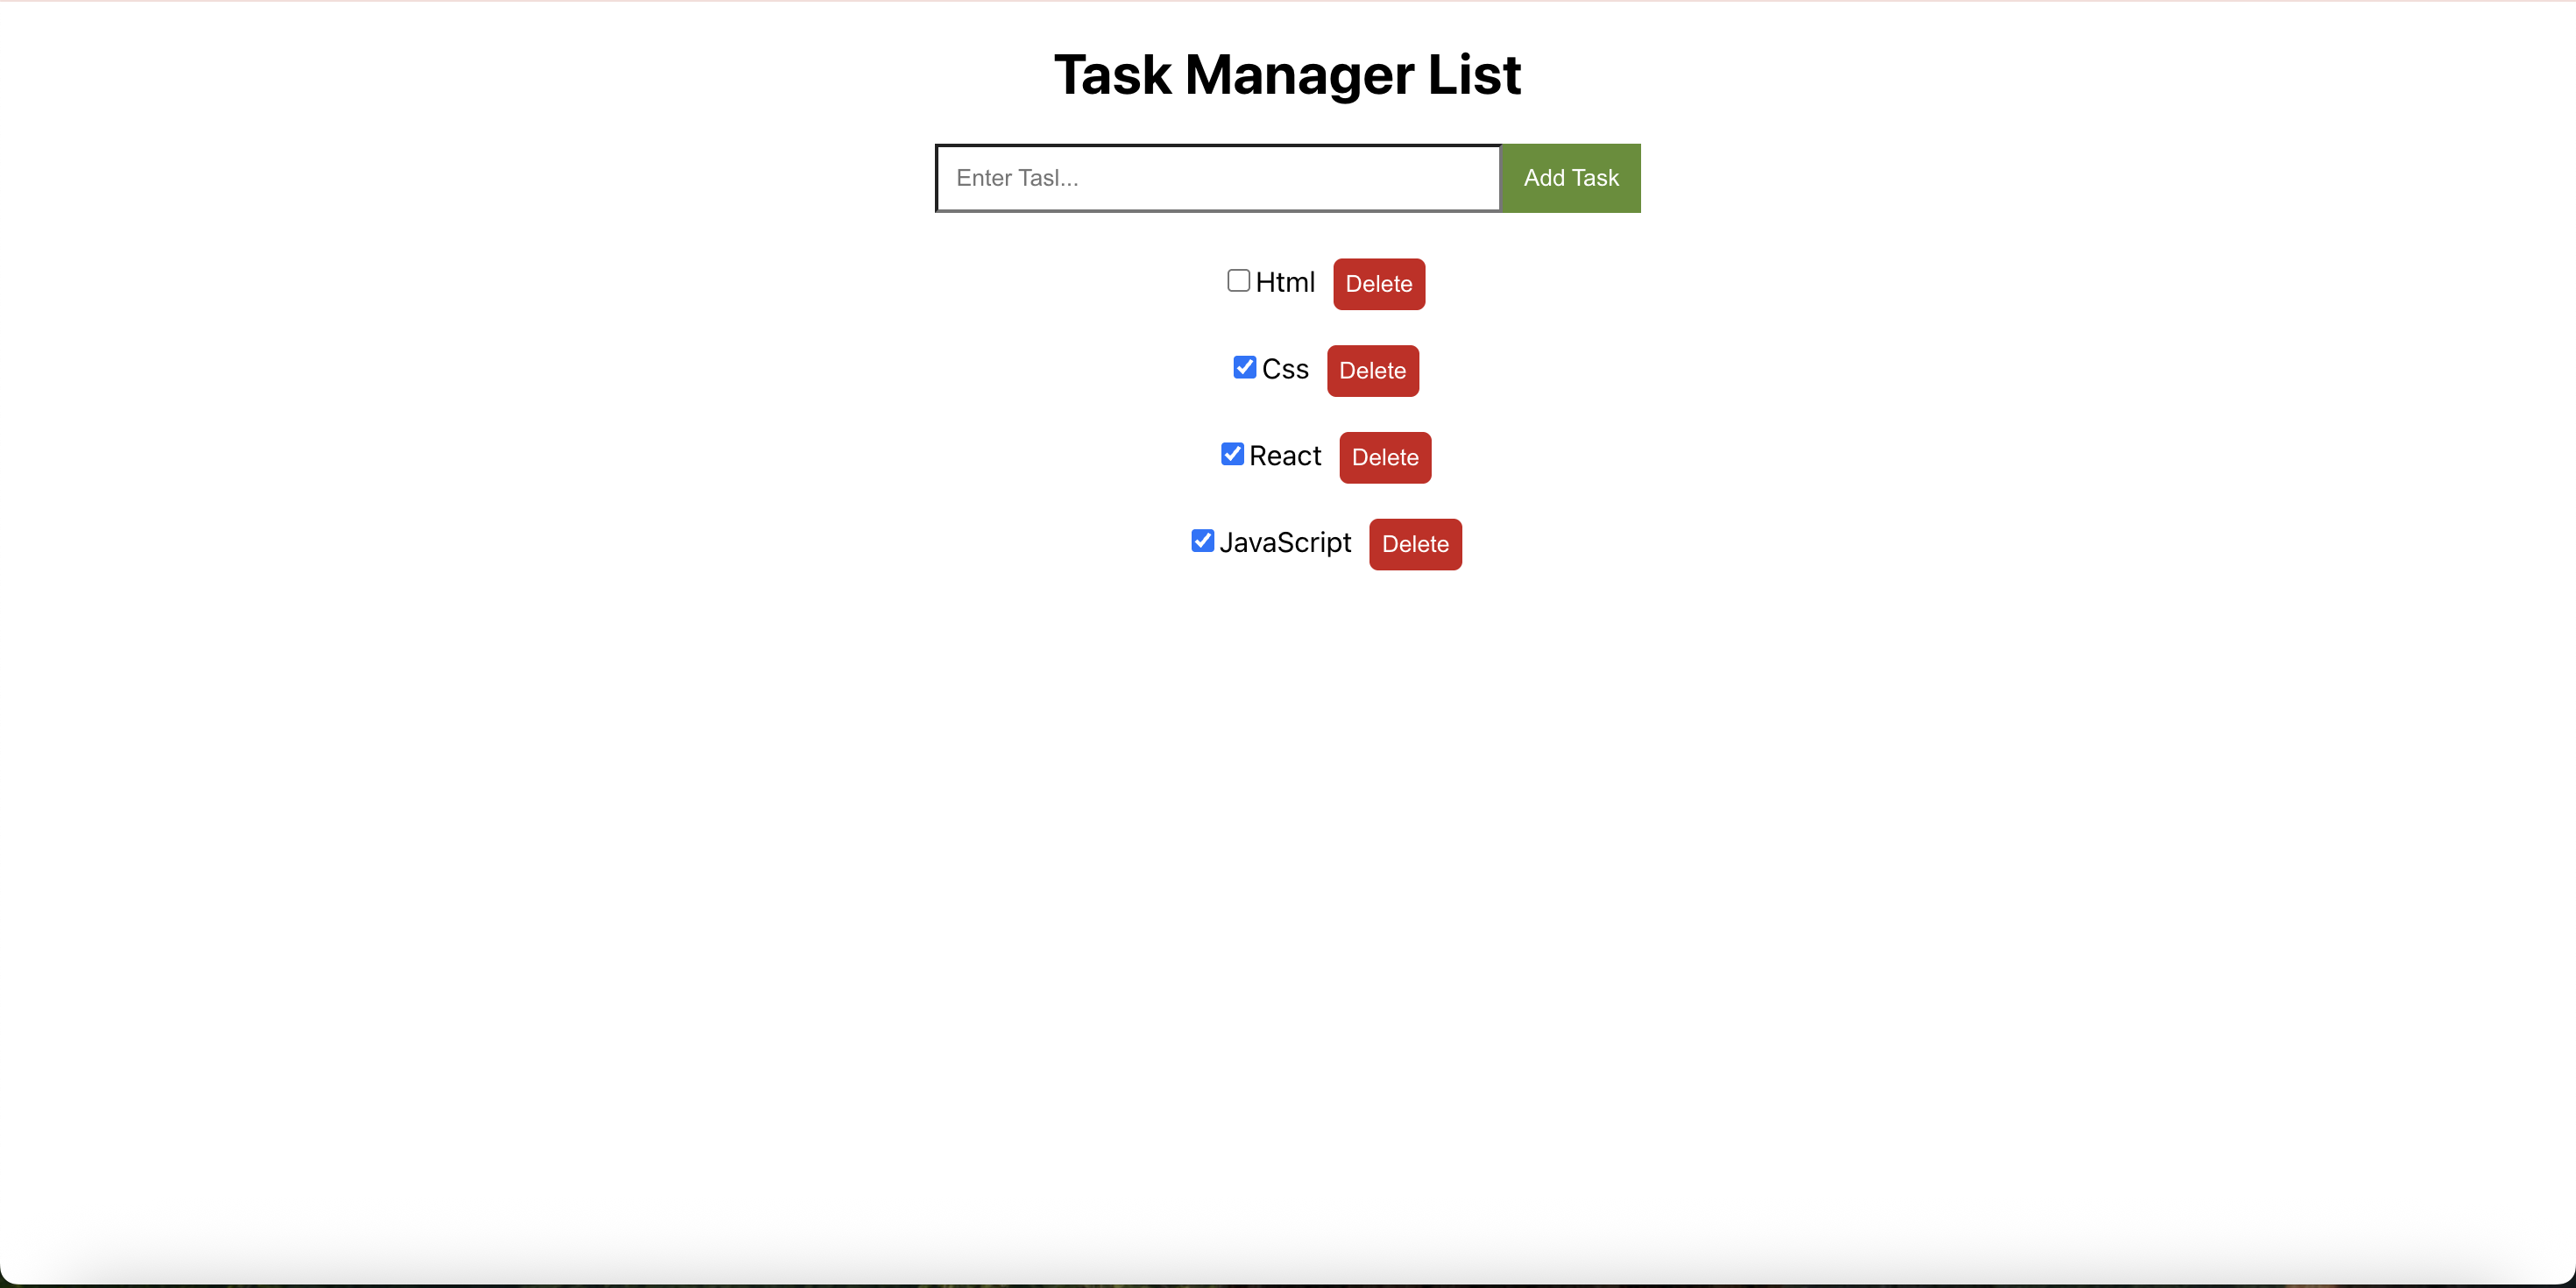 Task Manager List
Enter Tasl...
Add Task
Html Delete
Css Delete
React Delete
JavaScript Delete